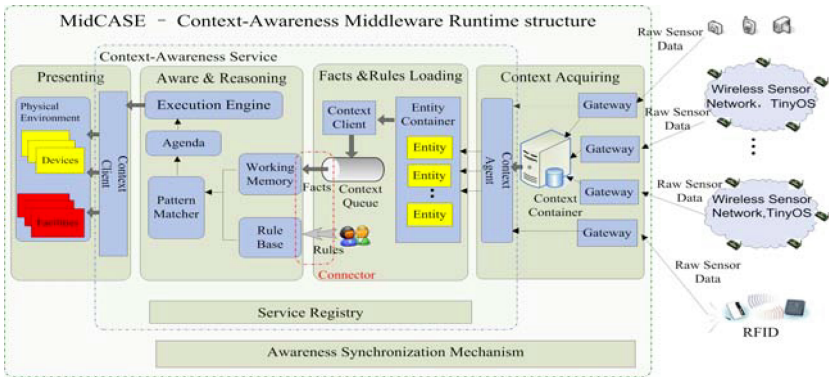 MidCASE - Context-Awareness Middleware Runtime structure
Context-Awareness Service
Presenting
Physical
Environment
Devices
Facilities
Context
Client
Aware & Reasoning
Execution Engine
Agenda
Pattern
Matcher
Working
Memory
Rule
Base
Facts
Rules
Connector
Facts &Rules Loading
Context
Client
Entity
Container
Entity
Entity
Entity
Context
Queue
Context Acquiring
Context
Agent
Context
Container
Gateway
Gateway
Gateway
Gateway
Service Registry
Awareness Synchronization Mechanism
Raw Sensor
Data
Wireless Sensor
Network, TinyOS
Raw Sensor
Data
Wireless Sensor
Network,TinyOS
Raw Sensor
Data
Raw Sensor
Data
RFID